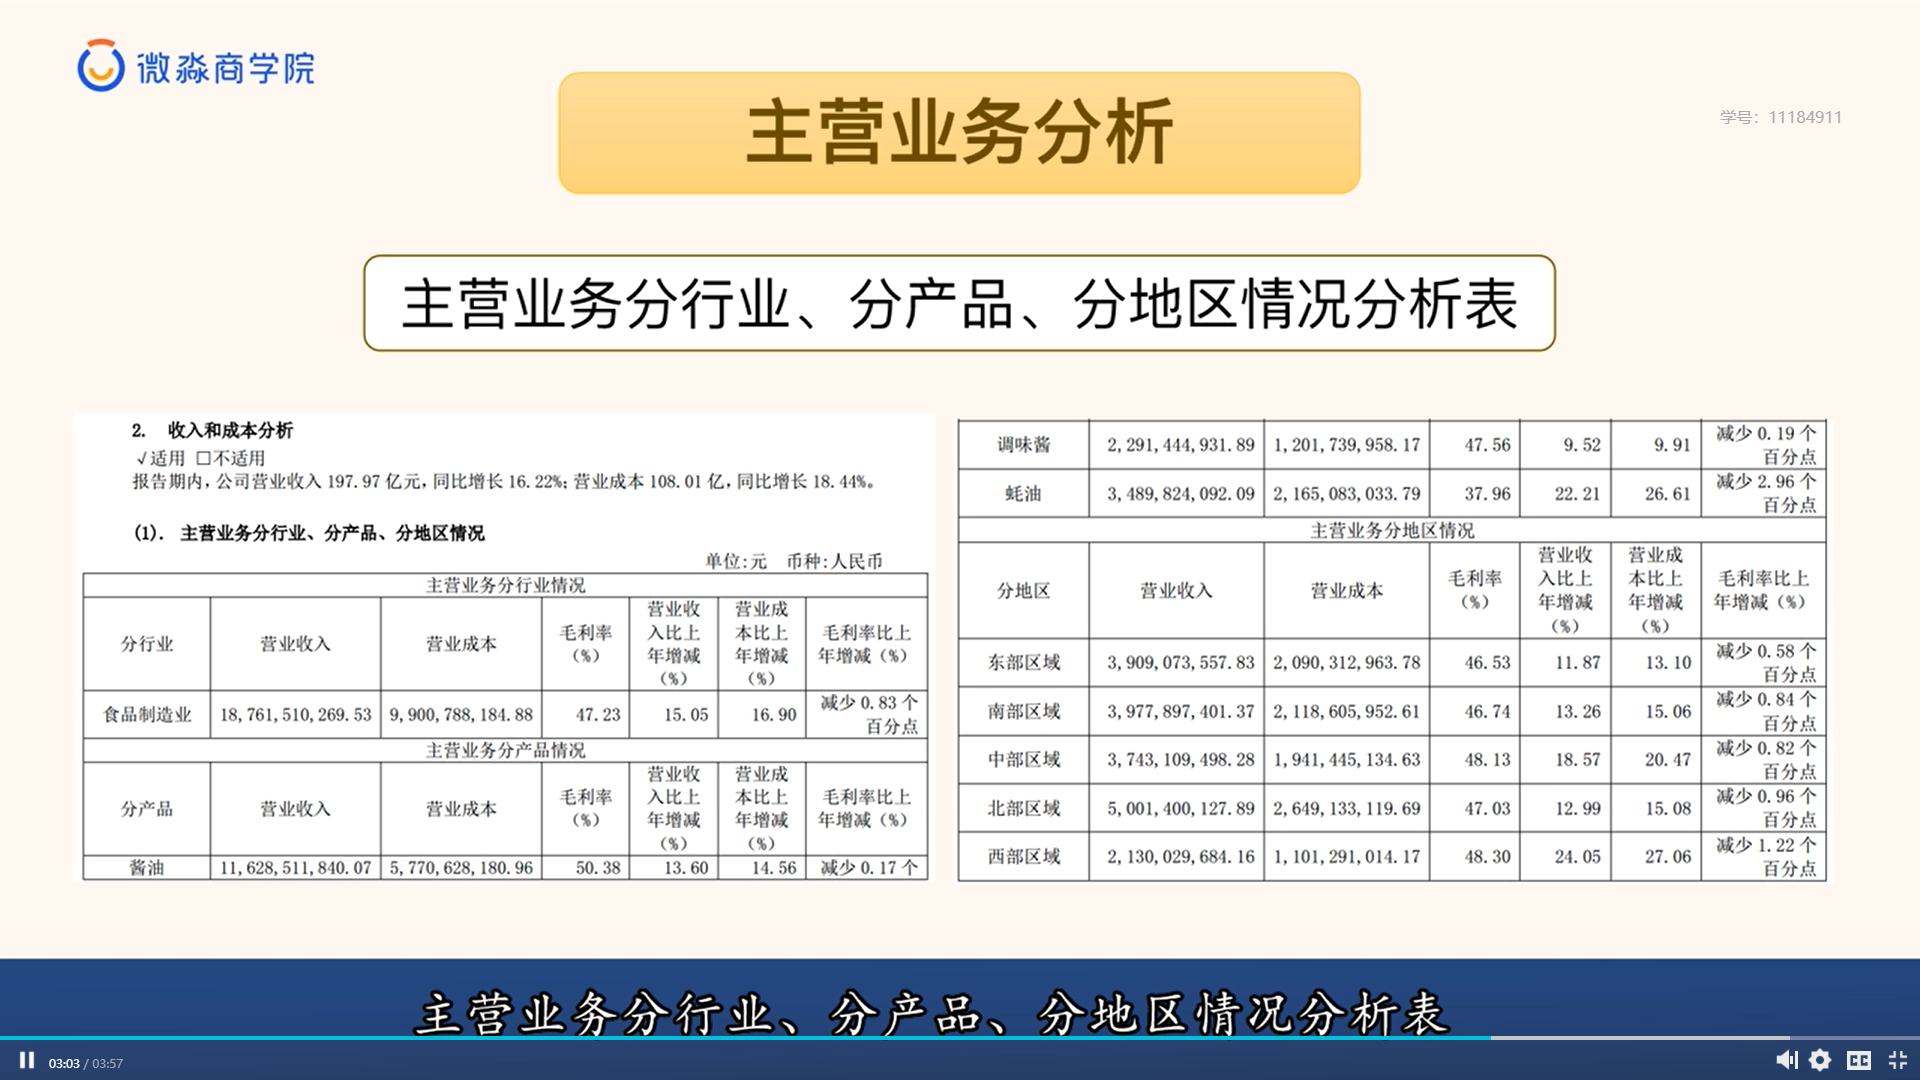 微淼商学院
主营业务分析
学号：11184911
主营业务分行业、分产品、分地区情况分析表
2. 收入和成本分析
√适用 □不适用
报告期内，公司营业收入 197.97 亿元，同比增长 16.22%；营业成本 108.01 亿，同比增长 18.44%。
(1). 主营业务分行业、分产品、分地区情况
单位:元 币种:人民币
主营业务分行业情况
分行业 营业收入 营业成本 毛利率（%） 营业收入比上年增减（%） 营业成本比上年增减（%） 毛利率比上年增减（%）
食品制造业 18,761,510,269.53 9,900,788,184.88 47.23 15.05 16.90 减少 0.83 个百分点
主营业务分产品情况
分产品 营业收入 营业成本 毛利率（%） 营业收入比上年增减（%） 营业成本比上年增减（%） 毛利率比上年增减（%）
酱油 11,628,511,840.07 5,770,628,180.96 50.38 13.60 14.56 减少 0.17 个
调味酱 2,291,444,931.89 1,201,739,958.17 47.56 9.52 9.91 减少 0.19 个百分点
蚝油 3,489,824,092.09 2,165,083,033.79 37.96 22.21 26.61 减少 2.96 个百分点
主营业务分地区情况
分地区 营业收入 营业成本 毛利率（%） 营业收入比上年增减（%） 营业成本比上年增减（%） 毛利率比上年增减（%）
东部区域 3,909,073,557.83 2,090,312,963.78 46.53 11.87 13.10 减少 0.58 个百分点
南部区域 3,977,897,401.37 2,118,605,952.61 46.74 13.26 15.06 减少 0.84 个百分点
中部区域 3,743,109,498.28 1,941,445,134.63 48.13 18.57 20.47 减少 0.82 个百分点
北部区域 5,001,400,127.89 2,649,133,119.69 47.03 12.99 15.08 减少 0.96 个百分点
西部区域 2,130,029,684.16 1,101,291,014.17 48.30 24.05 27.06 减少 1.22 个百分点
主营业务分行业、分产品、分地区情况分析表
03:03 / 03:57
CC